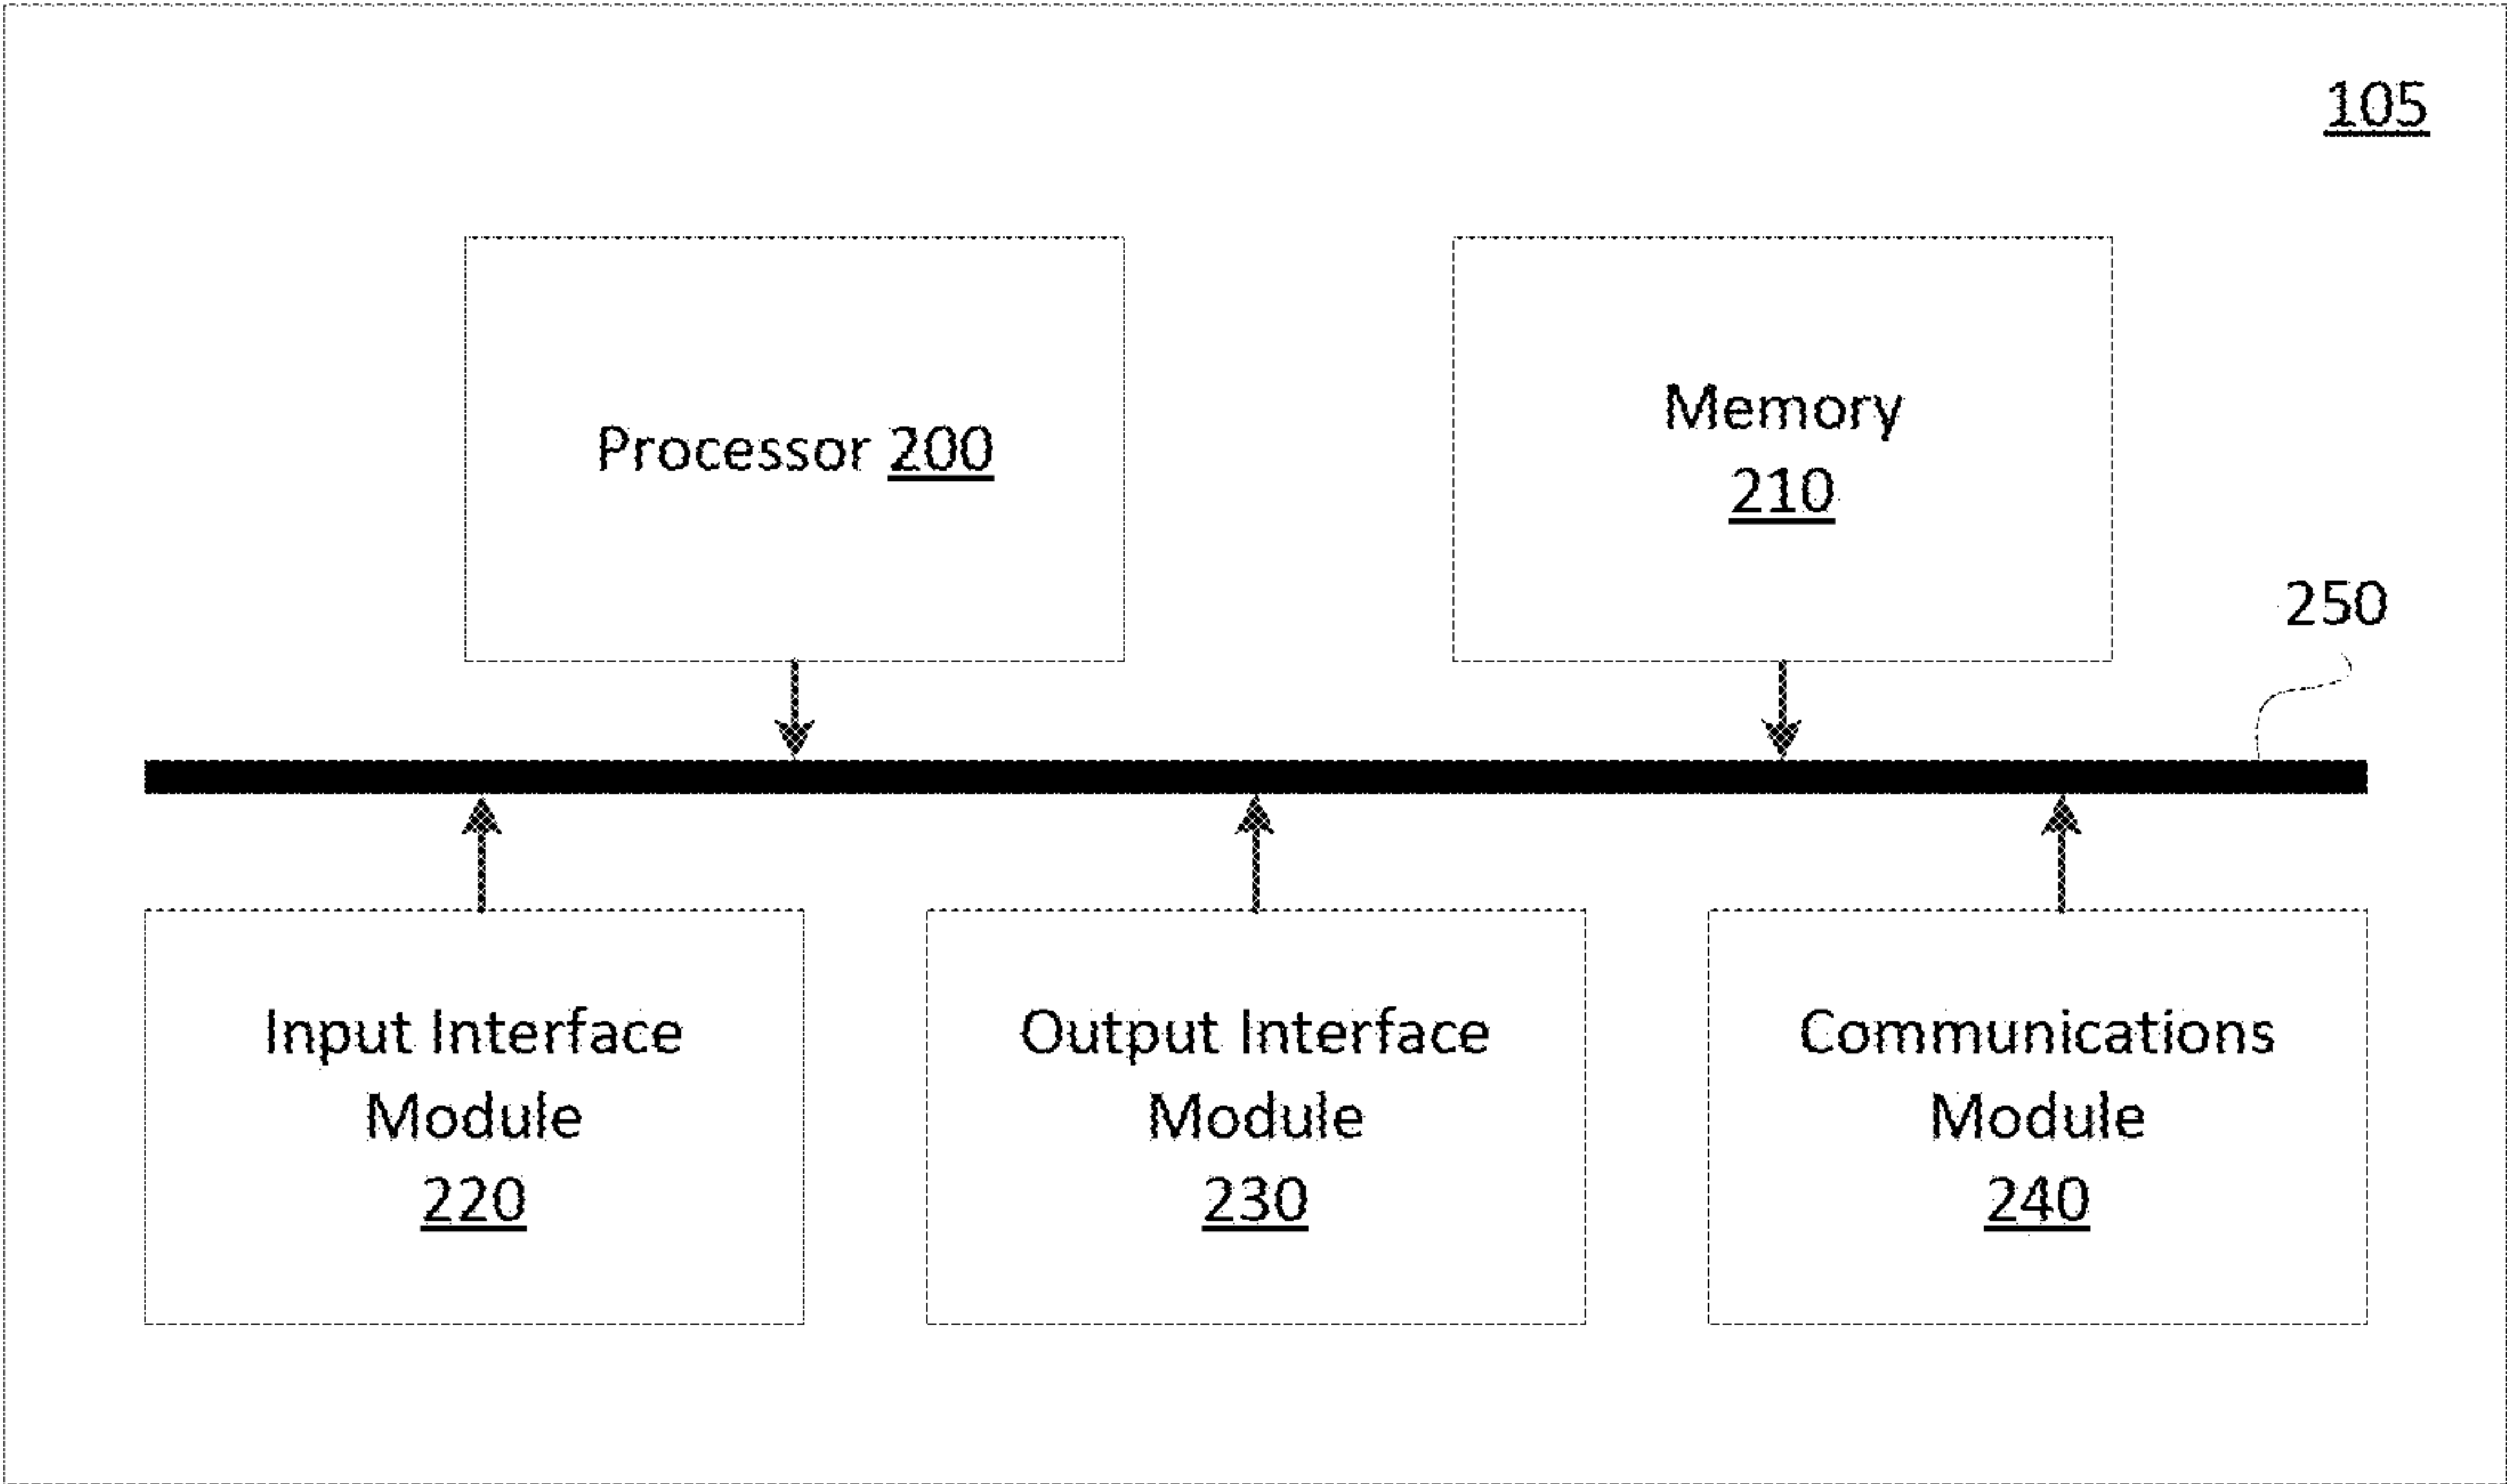 105
Processor 200
Memory
210
250
Input Interface
Module
220
Output Interface
Module
230
Communications
Module
240